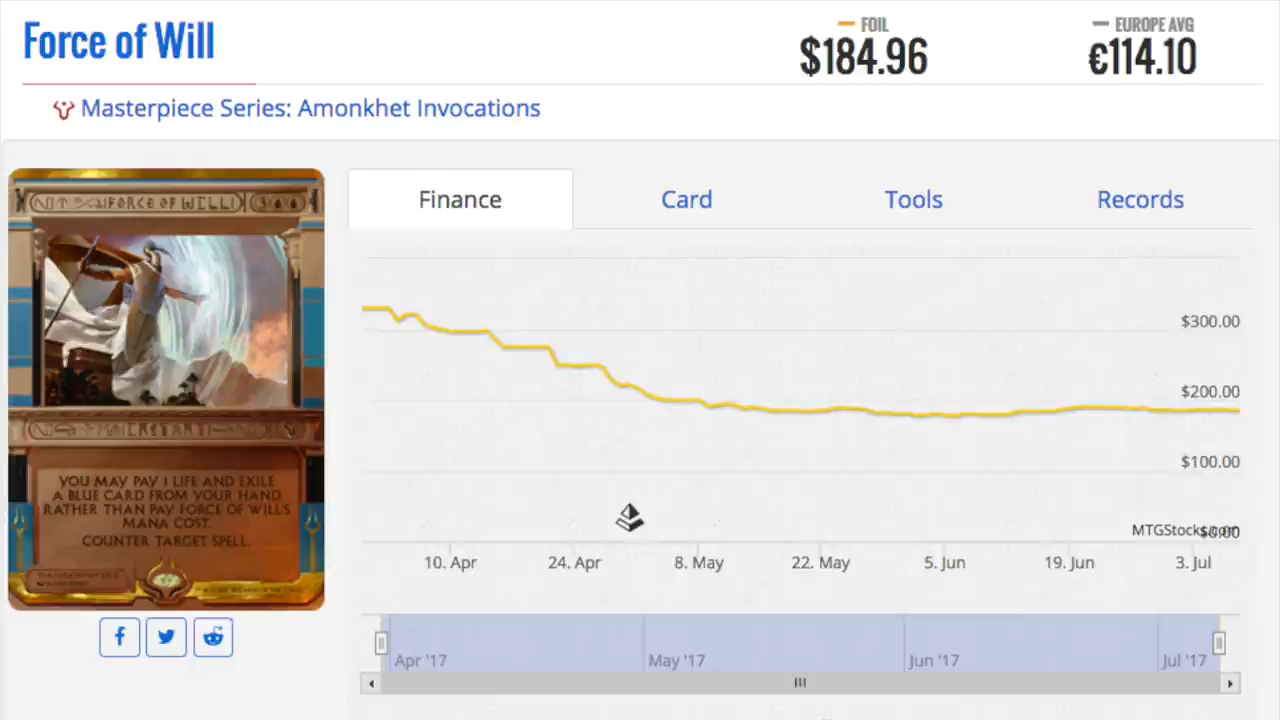 Force of Will
FOIL
$184.96
EUROPE AVG
€114.10
Masterpiece Series: Amonkhet Invocations
Finance
Card
Tools
Records
FORCE OF WILL
INSTANT
YOU MAY PAY 1 LIFE AND EXILE
A BLUE CARD FROM YOUR HAND
RATHER THAN PAY FORCE OF WILL'S
MANA COST.
COUNTER TARGET SPELL.
$300.00
$200.00
$100.00
$0.00
MTGStocks.com
10. Apr
24. Apr
8. May
22. May
5. Jun
19. Jun
3. Jul
Apr '17
May '17
Jun '17
Jul '17